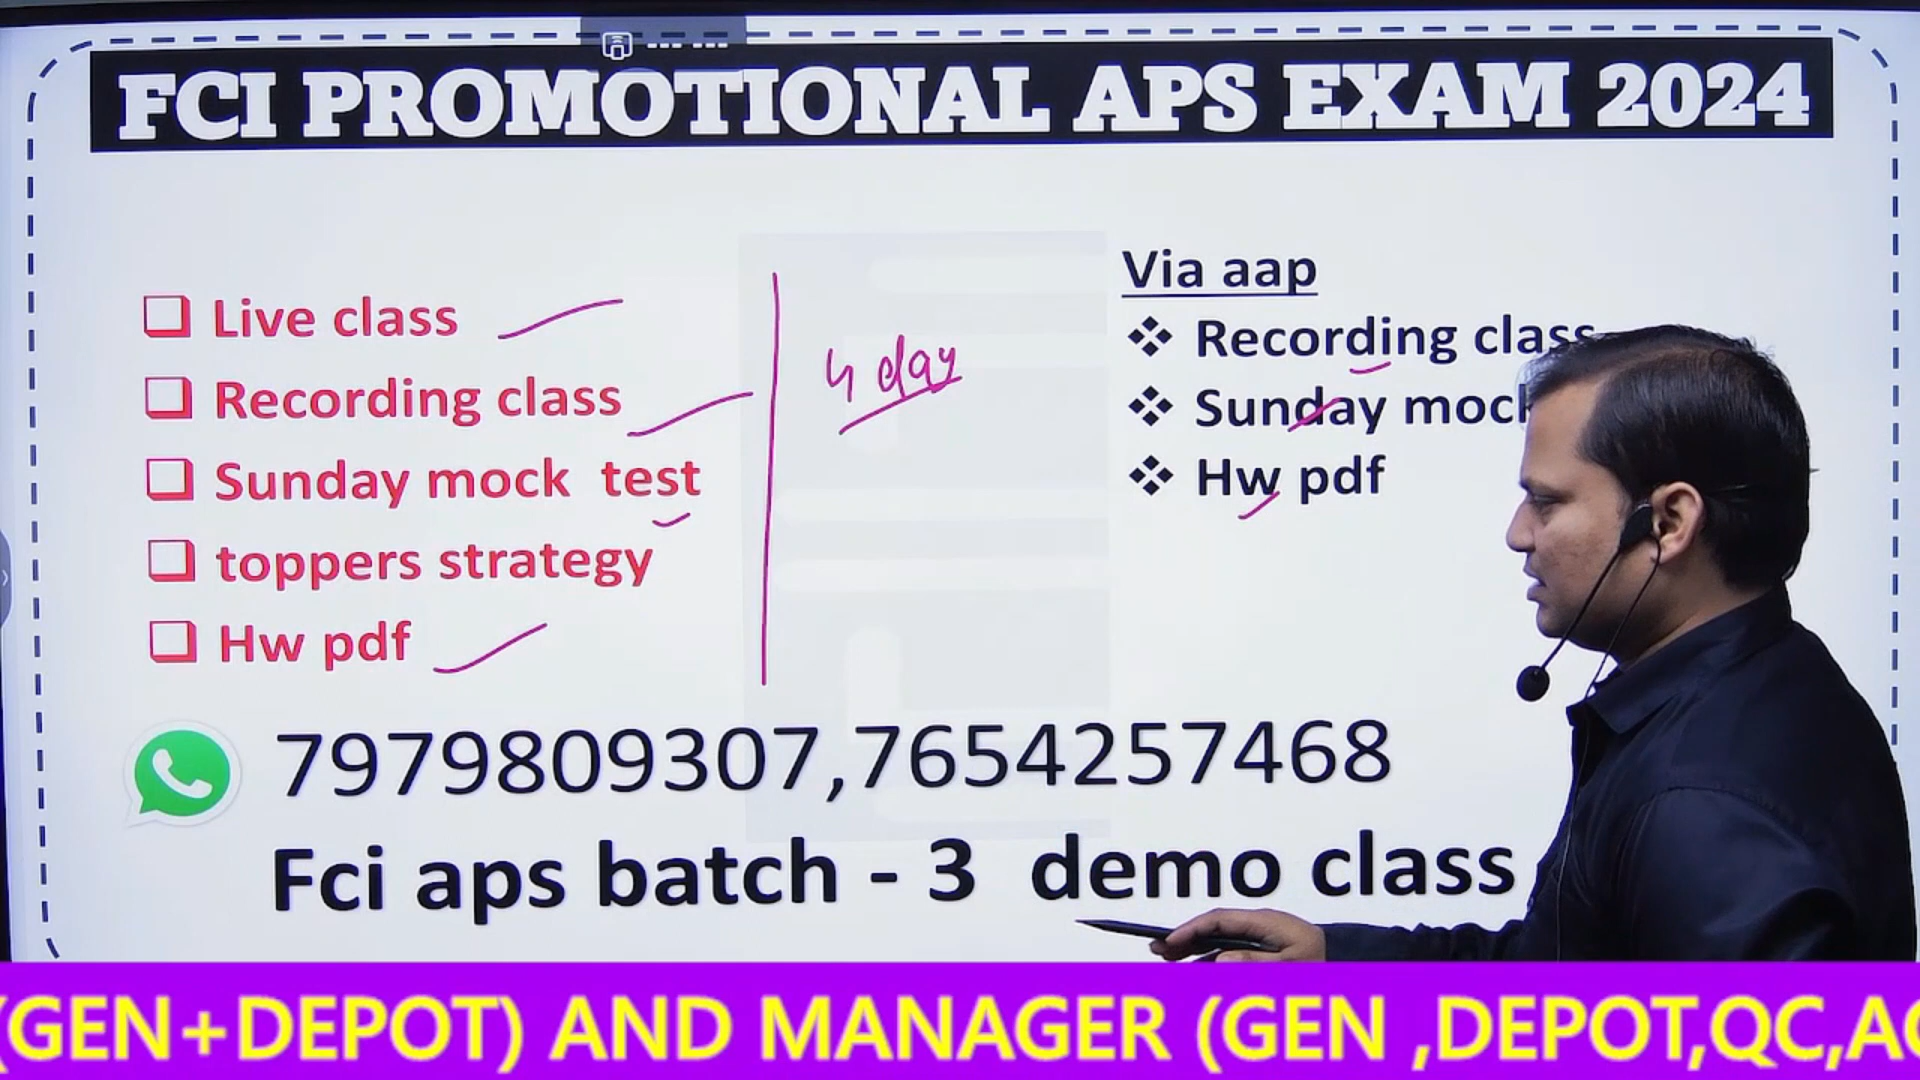 FCI PROMOTIONAL APS EXAM 2024
Live class
Recording class
Sunday mock  test
toppers strategy
Hw pdf
4 day
Via aap
Recording class
Sunday mock
Hw pdf
7979809307,7654257468
Fci aps batch - 3  demo class
(GEN+DEPOT) AND MANAGER (GEN ,DEPOT,QC,AC